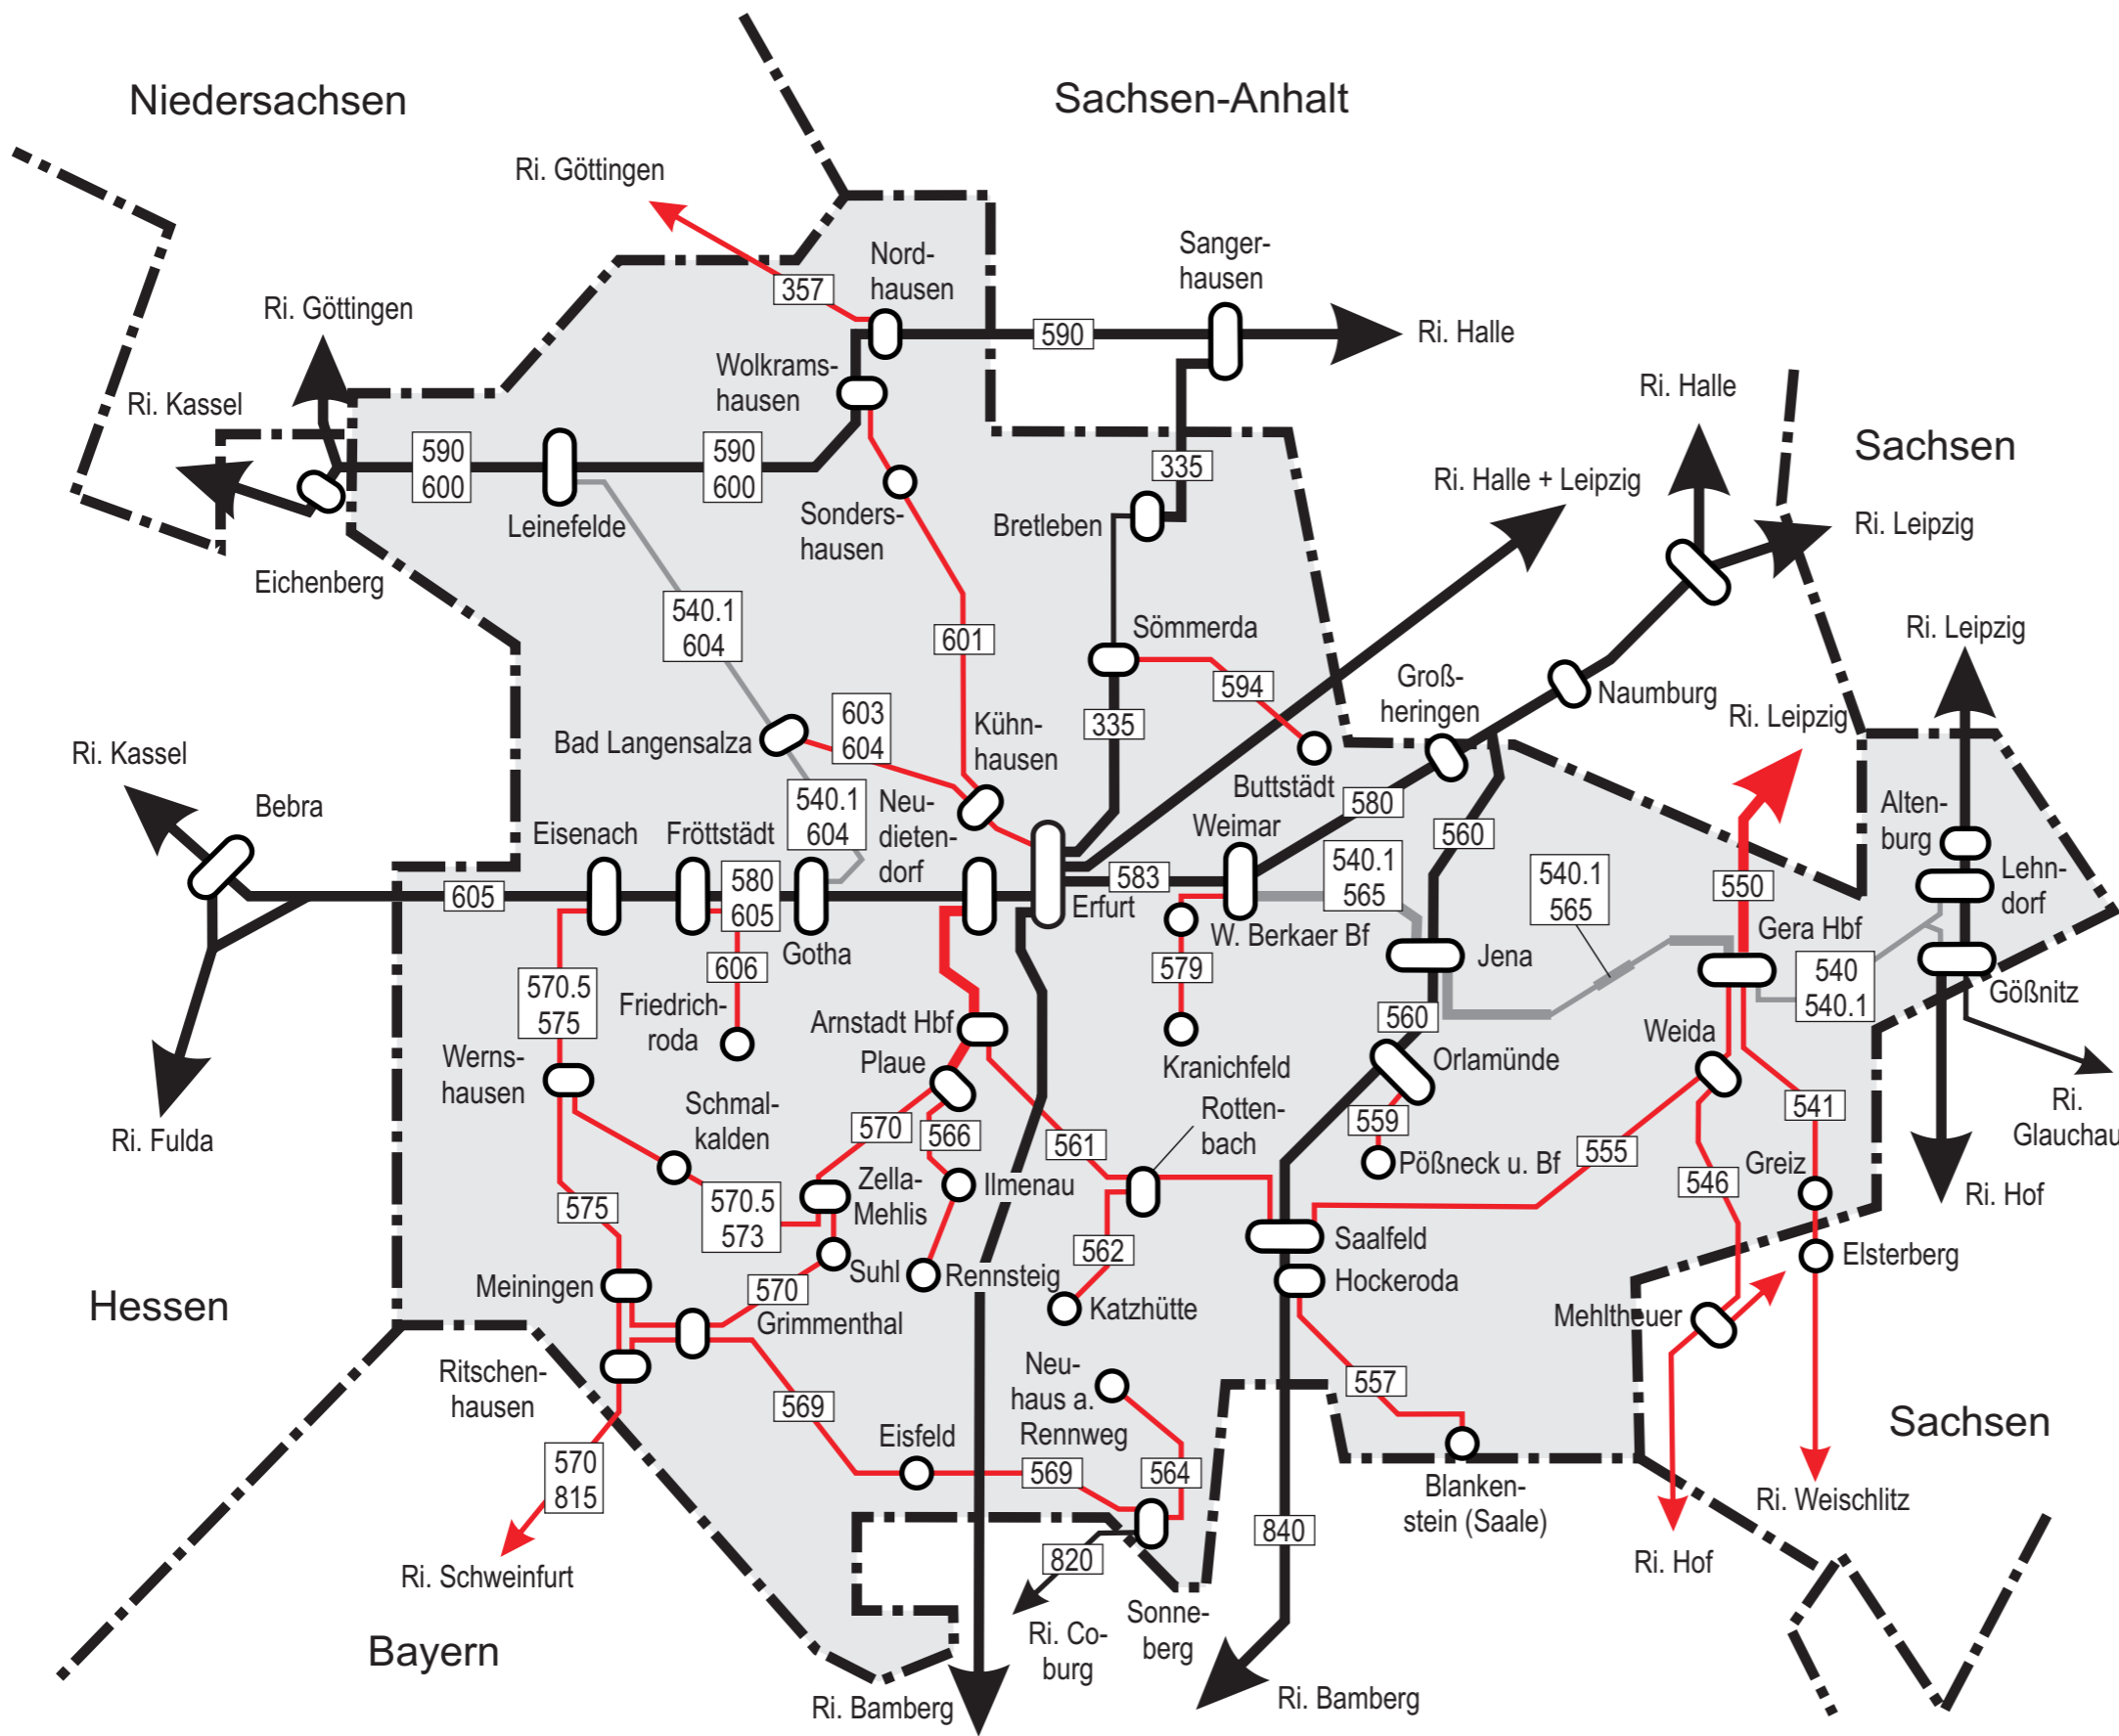 Niedersachsen
Sachsen-Anhalt
Ri. Göttingen
357
Nord-
hausen
Sanger-
hausen
590
Ri. Halle
Ri. Göttingen
Ri. Kassel
Wolkrams-
hausen
Ri. Halle
Sachsen
590
600
590
600
335
Ri. Halle + Leipzig
Leinefelde
Sonders-
hausen
Bretleben
Ri. Leipzig
Eichenberg
540.1
604
601
Sömmerda
594
Ri. Leipzig
Groß-
heringen
Naumburg
Ri. Leipzig
603
604
Bad Langensalza
Kühn-
hausen
335
Buttstädt
580
Ri. Kassel
Bebra
540.1
604
Neu-
dieten-
dorf
Weimar
560
Alten-
burg
Eisenach
Fröttstädt
540.1
565
540.1
565
550
Lehn-
dorf
605
580
605
Gotha
Erfurt
583
W. Berkaer Bf
Gera Hbf
606
579
Jena
540
540.1
Gößnitz
570.5
575
Friedrich-
roda
Arnstadt Hbf
560
Weida
Werns-
hausen
Plaue
Kranichfeld
Orlamünde
Schmal-
kalden
Rotten-
bach
541
Ri.
Glauchau
Ri. Fulda
570
566
561
559
Pößneck u. Bf
555
Greiz
Zella-
Mehlis
Ilmenau
546
Ri. Hof
575
570.5
573
Saalfeld
562
Elsterberg
Meiningen
Suhl
Rennsteig
Hockeroda
570
Hessen
Grimmenthal
Katzhütte
Mehltheuer
Ritschen-
hausen
Neu-
haus a.
Rennweg
557
569
Sachsen
Eisfeld
569
564
570
815
Blanken-
stein (Saale)
Ri. Weischlitz
840
820
Ri. Hof
Ri. Schweinfurt
Sonne-
berg
Ri. Co-
burg
Bayern
Ri. Bamberg
Ri. Bamberg